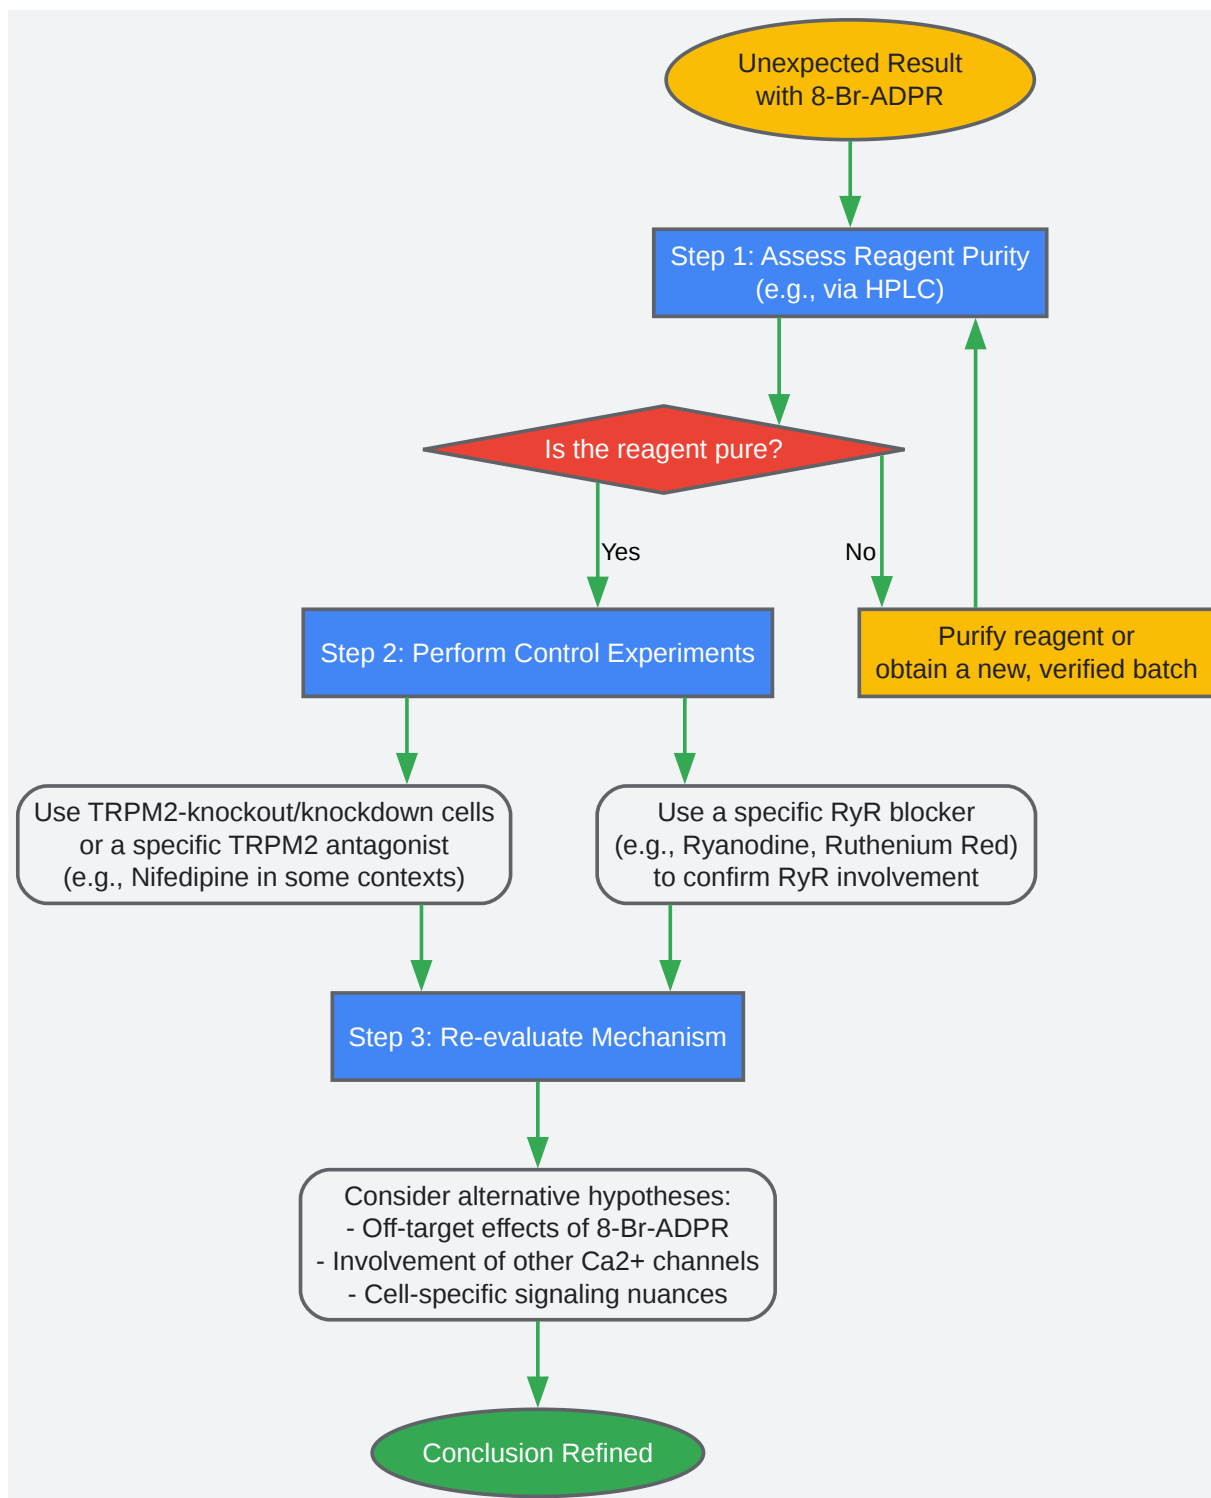 Unexpected Result
with 8-Br-ADPR
Step 1: Assess Reagent Purity
(e.g., via HPLC)
Is the reagent pure?
Yes
No
Step 2: Perform Control Experiments
Purify reagent or
obtain a new, verified batch
Use TRPM2-knockout/knockdown cells
or a specific TRPM2 antagonist
(e.g., Nifedipine in some contexts)
Use a specific RyR blocker
(e.g., Ryanodine, Ruthenium Red)
to confirm RyR involvement
Step 3: Re-evaluate Mechanism
Consider alternative hypotheses:
- Off-target effects of 8-Br-ADPR
- Involvement of other Ca2+ channels
- Cell-specific signaling nuances
Conclusion Refined